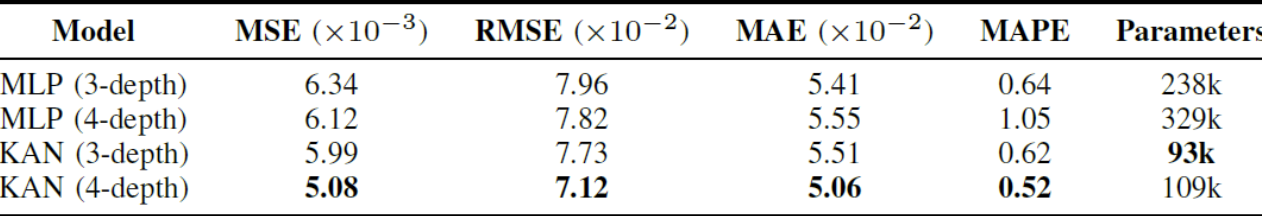 Model MSE (×10⁻³) RMSE (×10⁻²) MAE (×10⁻²) MAPE Parameters
MLP (3-depth) 6.34 7.96 5.41 0.64 238k
MLP (4-depth) 6.12 7.82 5.55 1.05 329k
KAN (3-depth) 5.99 7.73 5.51 0.62 93k
KAN (4-depth) 5.08 7.12 5.06 0.52 109k